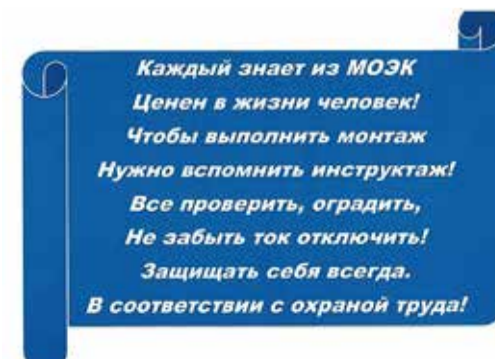 Каждый знает из МОЭК
Ценен в жизни человек!
Чтобы выполнить монтаж
Нужно вспомнить инструктаж!
Все проверить, оградить,
Не забыть ток отключить!
Защищать себя всегда.
В соответствии с охраной труда!